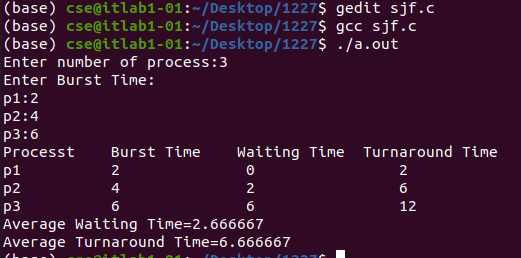 (base) cse@itlab1-01:~/Desktop/1227$ gedit sjf.c
(base) cse@itlab1-01:~/Desktop/1227$ gcc sjf.c
(base) cse@itlab1-01:~/Desktop/1227$ ./a.out
Enter number of process:3
Enter Burst Time:
p1:2
p2:4
p3:6
Processt Burst Time Waiting Time Turnaround Time
p1 2 0 2
p2 4 2 6
p3 6 6 12
Average Waiting Time=2.666667
Average Turnaround Time=6.666667
(base) cse@itlab1-01:~/Desktop/1227$